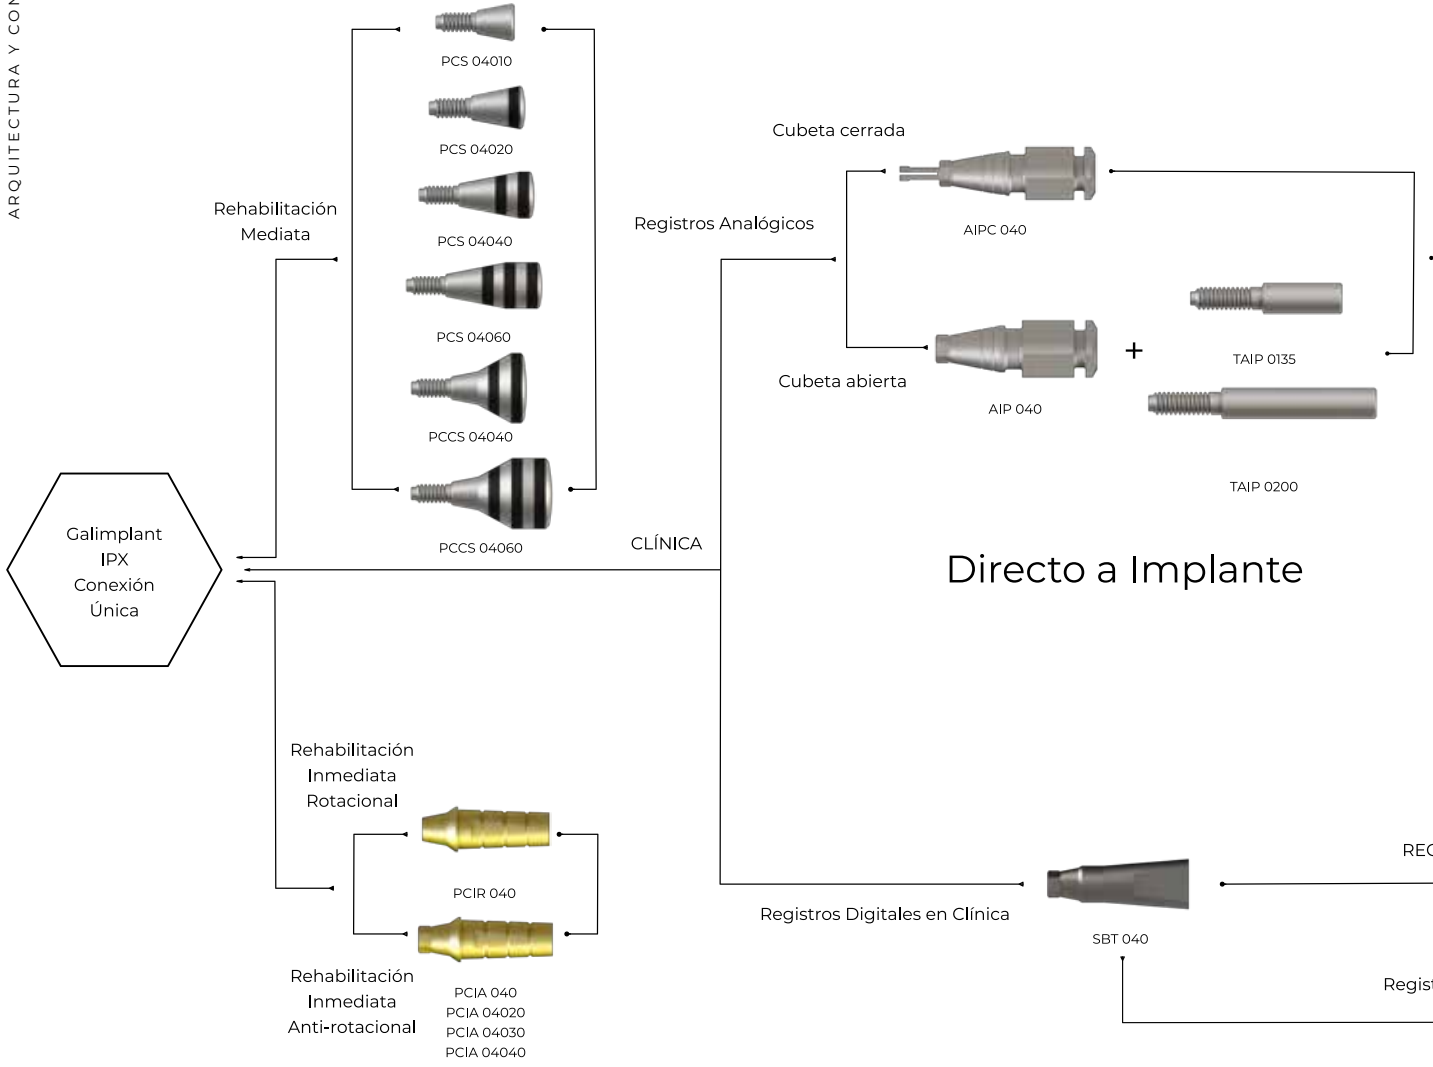 ARQUITECTURA Y
PCS 04010
PCS 04020
PCS 04040
PCS 04060
PCCS 04040
PCCS 04060
Rehabilitación
Mediata
Galimplant
IPX
Conexión
Única
Rehabilitación
Inmediata
Rotacional
PCIR 040
Rehabilitación
Inmediata
Anti-rotacional
PCIA 040
PCIA 04020
PCIA 04030
PCIA 04040
CLÍNICA
Registros Analógicos
Cubeta cerrada
AIPC 040
Cubeta abierta
AIP 040
+
TAIP 0135
TAIP 0200
Directo a Implante
Registros Digitales en Clínica
SBT 040